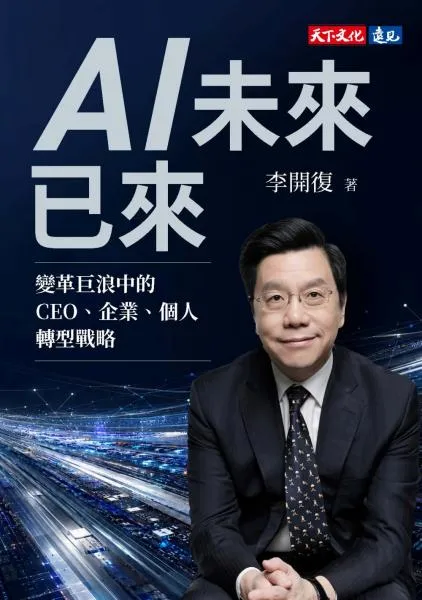 天下文化 遠見
AI未來
已來
李開復 著
變革巨浪中的
CEO、企業、個人
轉型戰略